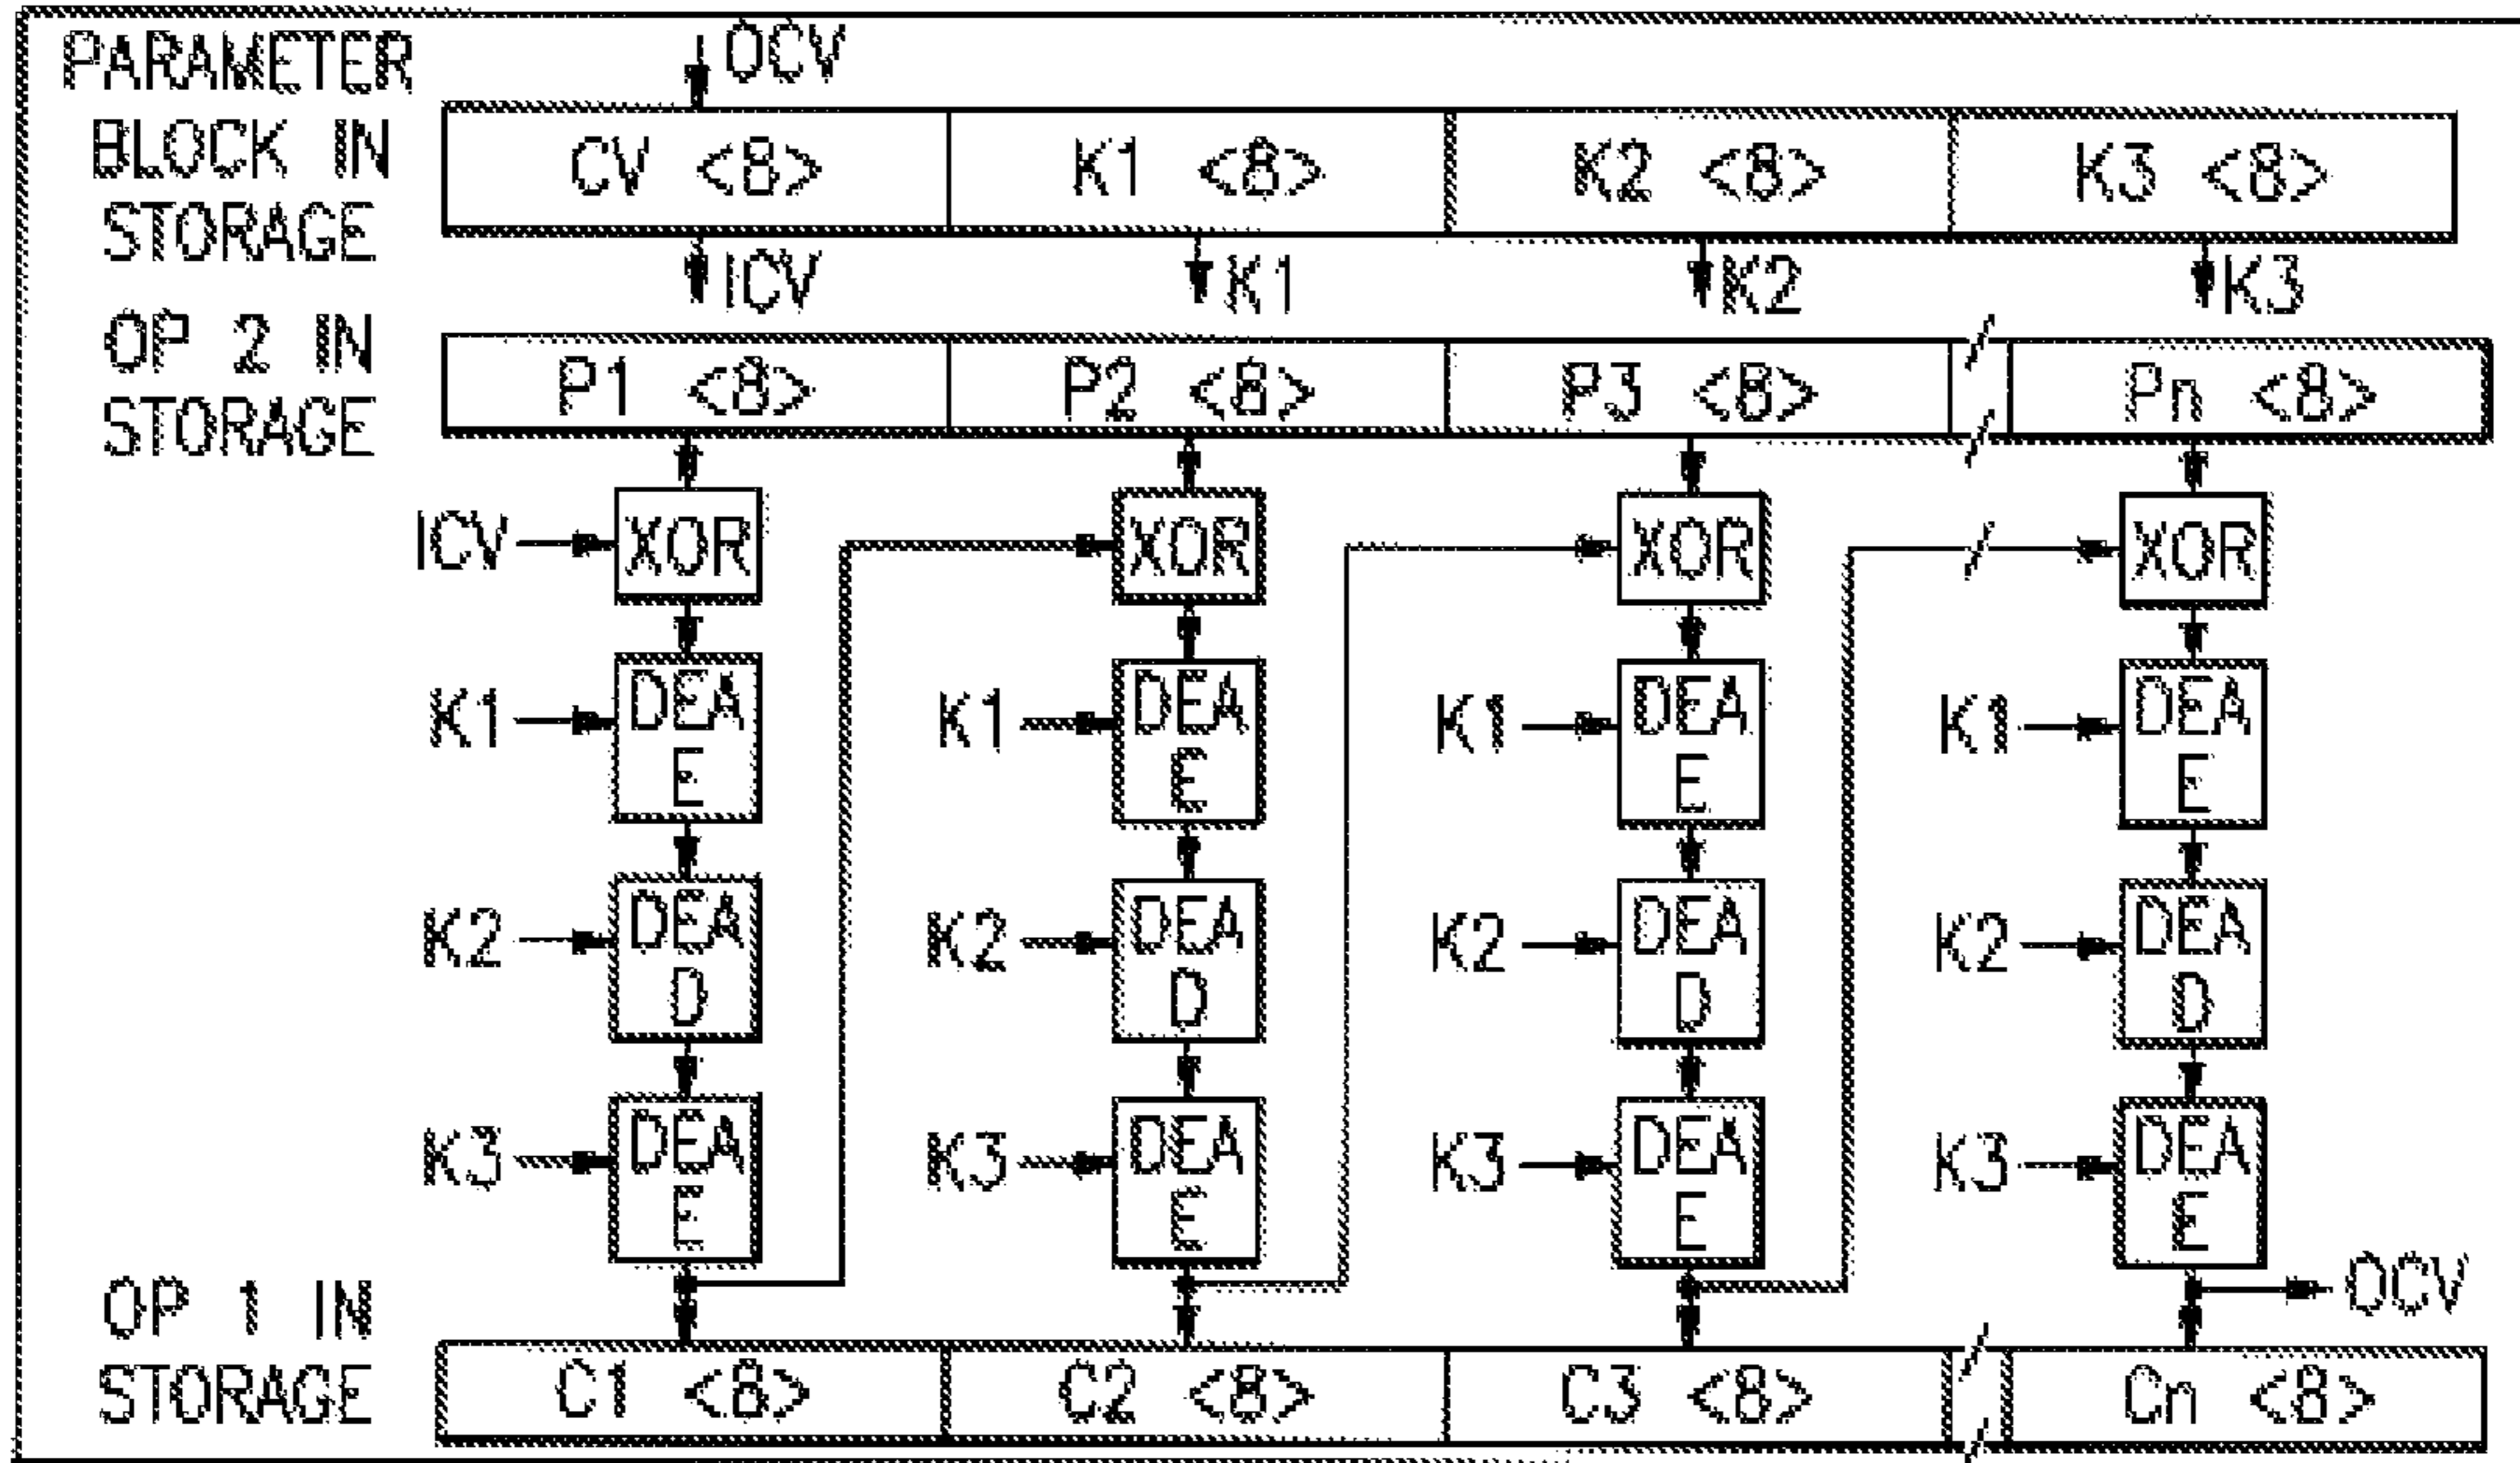 PARAMETER
BLOCK IN
STORAGE
OCV
CV <8> K1 <8> K2 <8> K3 <8>
ICV K1 K2 K3
OP 2 IN
STORAGE
P1 <8> P2 <8> P3 <8> Pn <8>
ICV XOR XOR XOR XOR
K1 DEA K1 DEA K1 DEA K1 DEA
E E E E
K2 DEA K2 DEA K2 DEA K2 DEA
D D D D
K3 DEA K3 DEA K3 DEA K3 DEA
E E E E
OCV
OP 1 IN
STORAGE
C1 <8> C2 <8> C3 <8> Cn <8>